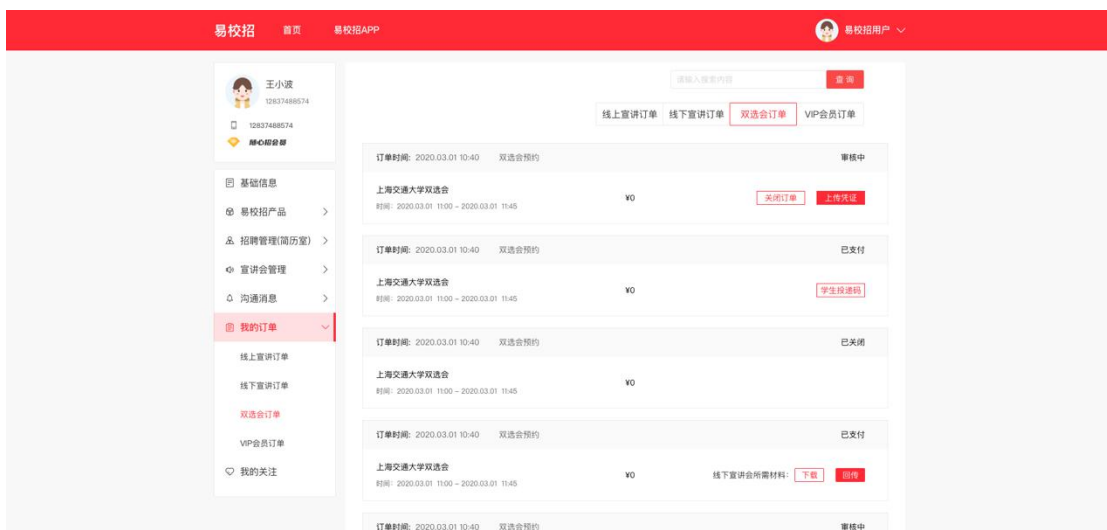 易校招 首页 易校招APP 易校招用户
王小波
12837488574
12837488574
随心招会员
基础信息
易校招产品
招聘管理(简历室)
宣讲会管理
沟通消息
我的订单
线上宣讲订单
线下宣讲订单
双选会订单
VIP会员订单
我的关注
请输入搜索内容 查询
线上宣讲订单 线下宣讲订单 双选会订单 VIP会员订单
订单时间: 2020.03.01 10:40 双选会预约 审核中
上海交通大学双选会
时间: 2020.03.01 11:00 - 2020.03.01 11:45
¥0 关闭订单 上传凭证
订单时间: 2020.03.01 10:40 双选会预约 已支付
上海交通大学双选会
时间: 2020.03.01 11:00 - 2020.03.01 11:45
¥0 学生投递码
订单时间: 2020.03.01 10:40 双选会预约 已关闭
上海交通大学双选会
时间: 2020.03.01 11:00 - 2020.03.01 11:45
¥0
订单时间: 2020.03.01 10:40 双选会预约 已支付
上海交通大学双选会
时间: 2020.03.01 11:00 - 2020.03.01 11:45
¥0 线下宣讲会所需材料: 下载 回传
订单时间: 2020.03.01 10:40 双选会预约 审核中